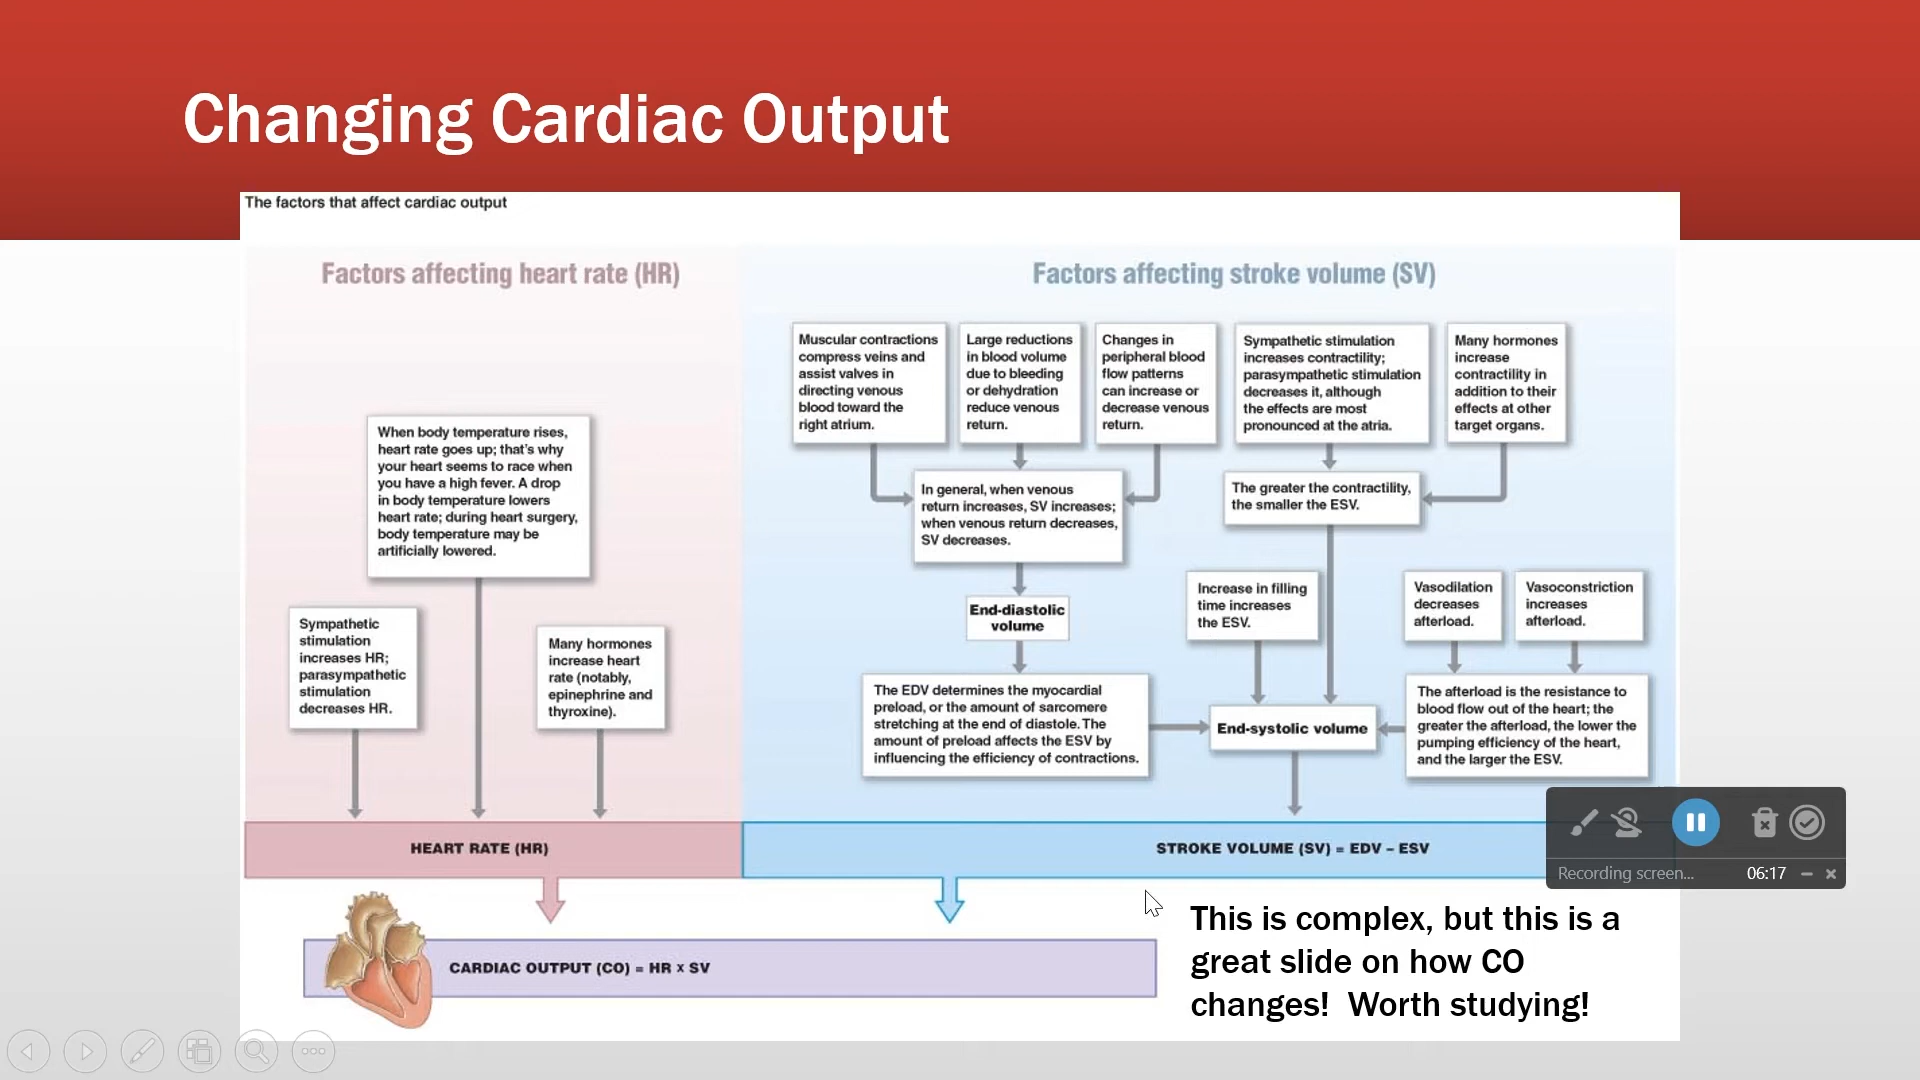 Changing Cardiac Output
The factors that affect cardiac output
Factors affecting heart rate (HR)
When body temperature rises,
heart rate goes up; that's why
your heart seems to race when
you have a high fever. A drop
in body temperature lowers
heart rate; during heart surgery,
body temperature may be
artificially lowered.
Sympathetic
stimulation
increases HR;
parasympathetic
stimulation
decreases HR.
Many hormones
increase heart
rate (notably,
epinephrine and
thyroxine).
HEART RATE (HR)
Factors affecting stroke volume (SV)
Muscular contractions
compress veins and
assist valves in
directing venous
blood toward the
right atrium.
Large reductions
in blood volume
due to bleeding
or dehydration
reduce venous
return.
Changes in
peripheral blood
flow patterns
can increase or
decrease venous
return.
Sympathetic stimulation
increases contractility;
parasympathetic stimulation
decreases it, although
the effects are most
pronounced at the atria.
Many hormones
increase
contractility in
addition to their
effects at other
target organs.
In general, when venous
return increases, SV increases;
when venous return decreases,
SV decreases.
The greater the contractility,
the smaller the ESV.
End-diastolic
volume
Increase in filling
time increases
the ESV.
Vasodilation
decreases
afterload.
Vasoconstriction
increases
afterload.
The EDV determines the myocardial
preload, or the amount of sarcomere
stretching at the end of diastole. The
amount of preload affects the ESV by
influencing the efficiency of contractions.
End-systolic volume
The afterload is the resistance to
blood flow out of the heart; the
greater the afterload, the lower the
pumping efficiency of the heart,
and the larger the ESV.
STROKE VOLUME (SV) = EDV – ESV
Recording screen... 06:17
CARDIAC OUTPUT (CO) = HR x SV
This is complex, but this is a
great slide on how CO
changes! Worth studying!